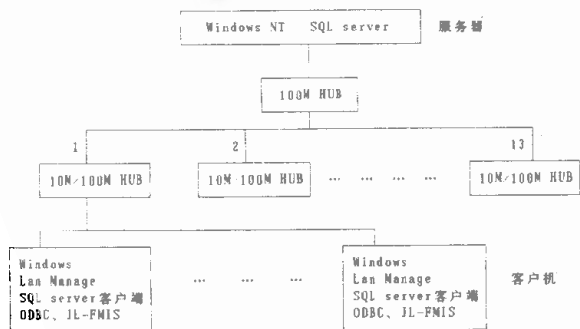 Windows NT SQL server 服务器
100M HUB
1 2 13
10M/100M HUB 10M/100M HUB … … … … 10M/100M HUB
Windows
Lan Manage
SQL server客户端
ODBC、JL-FMIS
… … …
Windows
Lan Manage
SQL server客户端
ODBC、JL-FMIS
客户机